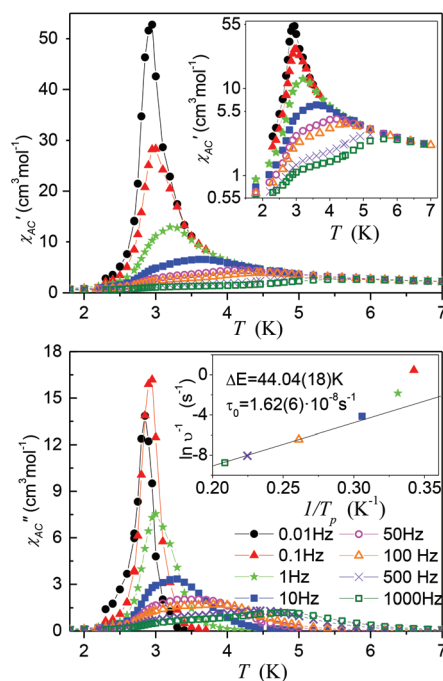 50
40
30
20
10
0
χAC' (cm³mol⁻¹)
2 3 4 5 6 7
T (K)
55
10
5.5
1
0.55
χAC' (cm³mol⁻¹)
2 3 4 5 6 7
T (K)
15
12
9
6
3
0
χAC'' (cm³mol⁻¹)
2 3 4 5 6 7
T (K)
0
-4
-8
ln υ⁻¹ (s⁻¹)
ΔE=44.04(18)K
τ₀=1.62(6)·10⁻⁸s⁻¹
0.20 0.25 0.30 0.35
1/Tp (K⁻¹)
0.01Hz 50Hz
0.1Hz 100 Hz
1Hz 500 Hz
10Hz 1000Hz